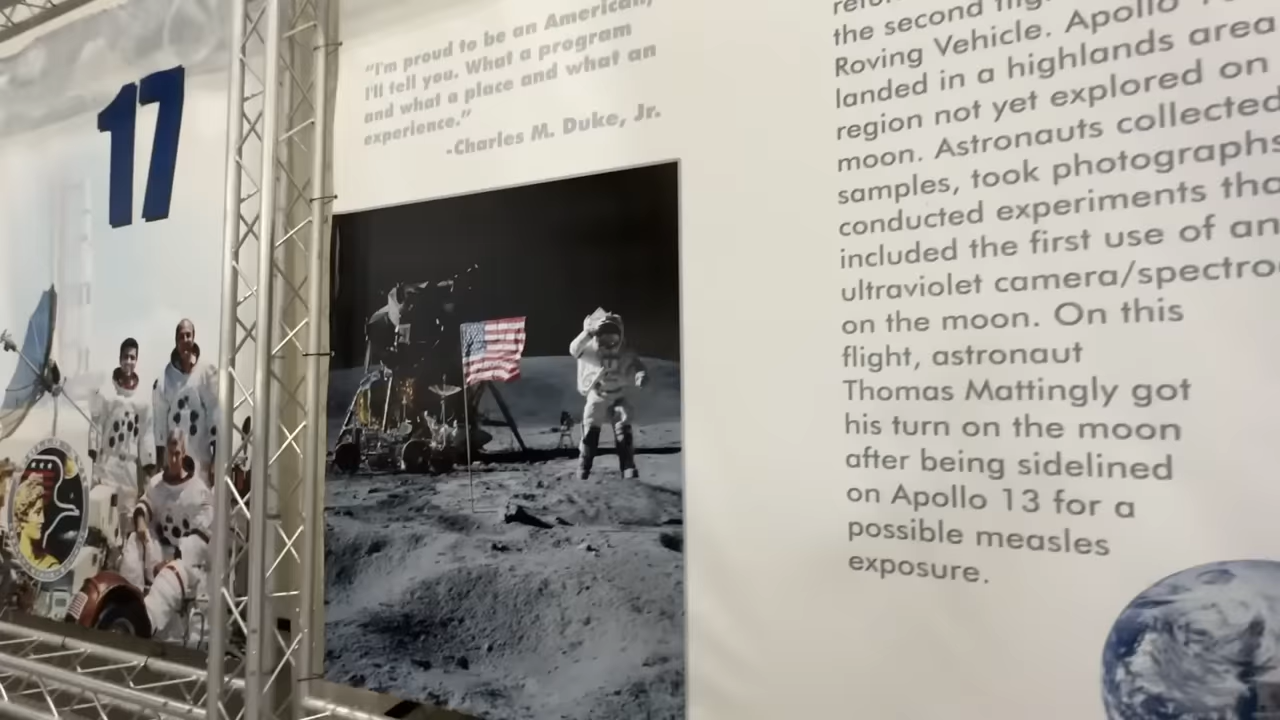 17
"I'm proud to be an American,
I'll tell you. What a program
and what a place and what an
experience."
-Charles M. Duke, Jr.
the second
Roving Vehicle. Apollo
landed in a highlands area
region not yet explored on
moon. Astronauts collected
samples, took photographs
conducted experiments tha
included the first use of an
ultraviolet camera/spectro
on the moon. On this
flight, astronaut
Thomas Mattingly got
his turn on the moon
after being sidelined
on Apollo 13 for a
possible measles
exposure.